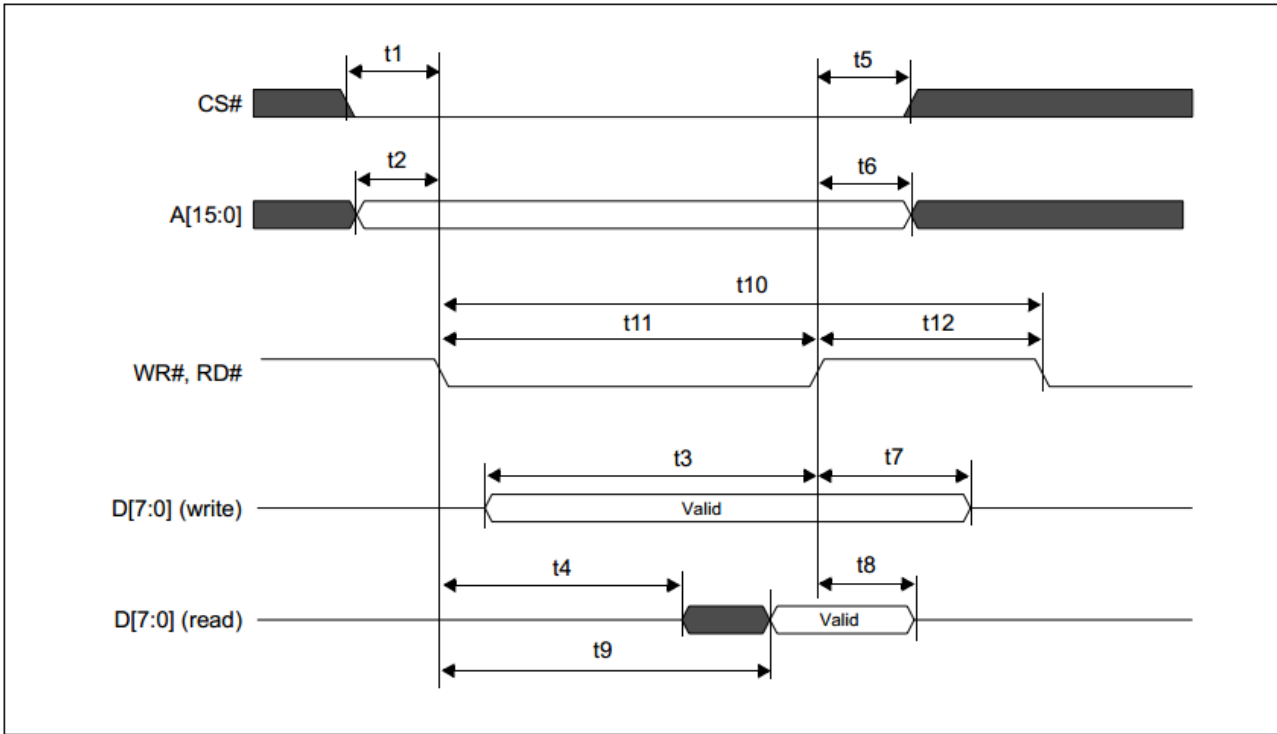 t1
t5
CS#
t2
t6
A[15:0]
t10
t11
t12
WR#, RD#
t3
t7
D[7:0] (write)
Valid
t4
t8
D[7:0] (read)
Valid
t9